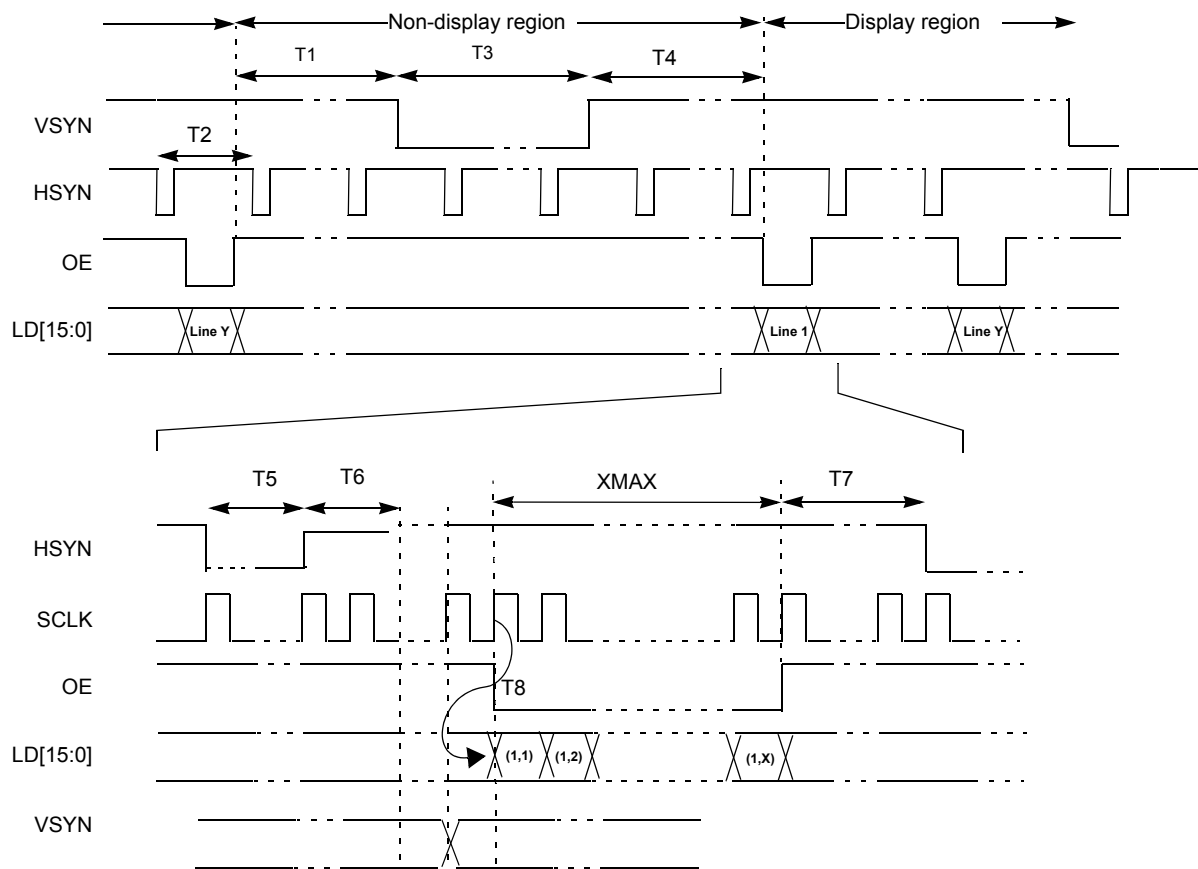 Non-display region
Display region
T1
T3
T4
VSYN
T2
HSYN
OE
LD[15:0]
Line Y
Line 1
Line Y
T5
T6
XMAX
T7
HSYN
SCLK
OE
T8
LD[15:0]
(1,1)
(1,2)
(1,X)
VSYN